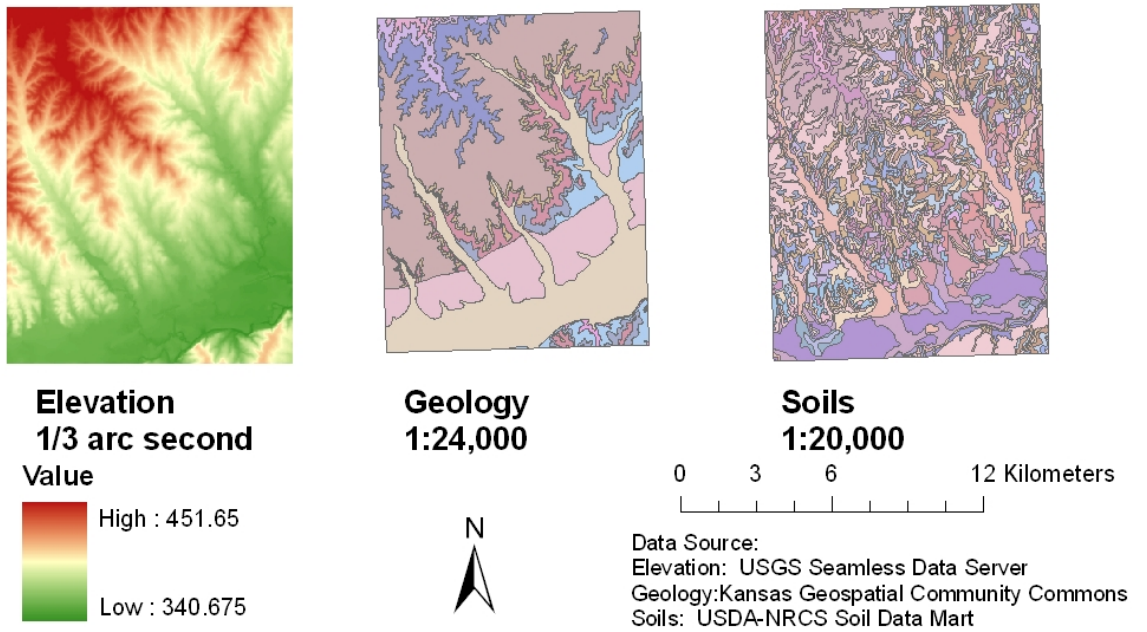 Elevation
1/3 arc second
Value
High : 451.65
Low : 340.675
Geology
1:24,000
N
Soils
1:20,000
0 3 6 12 Kilometers
Data Source:
Elevation: USGS Seamless Data Server
Geology:Kansas Geospatial Community Commons
Soils: USDA-NRCS Soil Data Mart